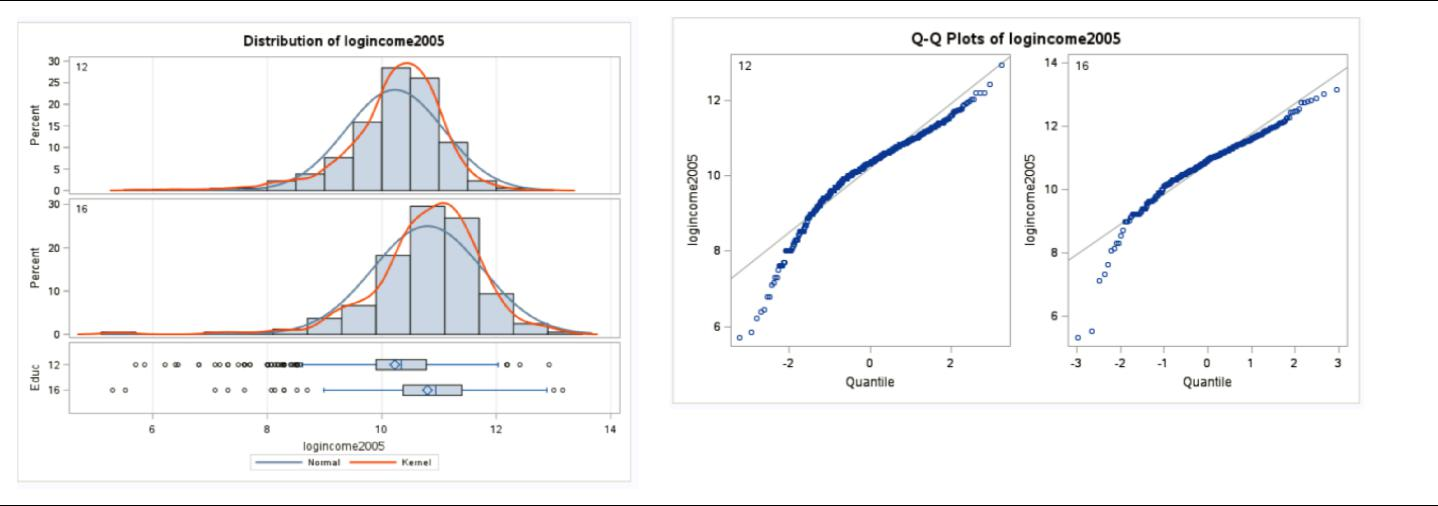 Distribution of logincome2005
30
12
25
20
Percent
15
10
5
0
30
16
20
Percent
10
0
Educ
12
16
6 8 10 12 14
logincome2005
Normal Kernel
Q-Q Plots of logincome2005
12
12
10
logincome2005
8
6
-2 0 2
Quantile
14
16
12
10
logincome2005
8
6
-3 -2 -1 0 1 2 3
Quantile